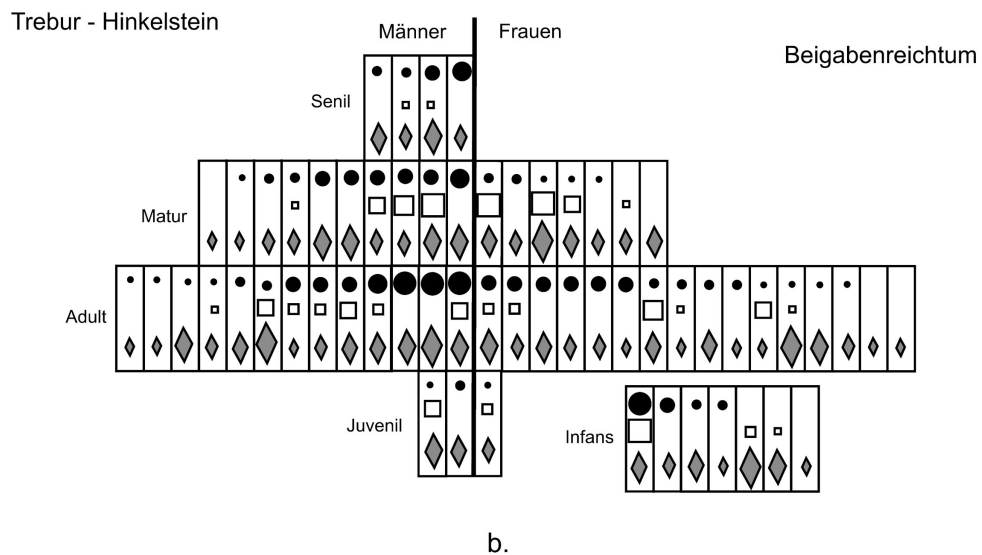 Trebur - Hinkelstein
Männer
Frauen
Beigabenreichtum
Senil
Matur
Adult
Juvenil
Infans
b.